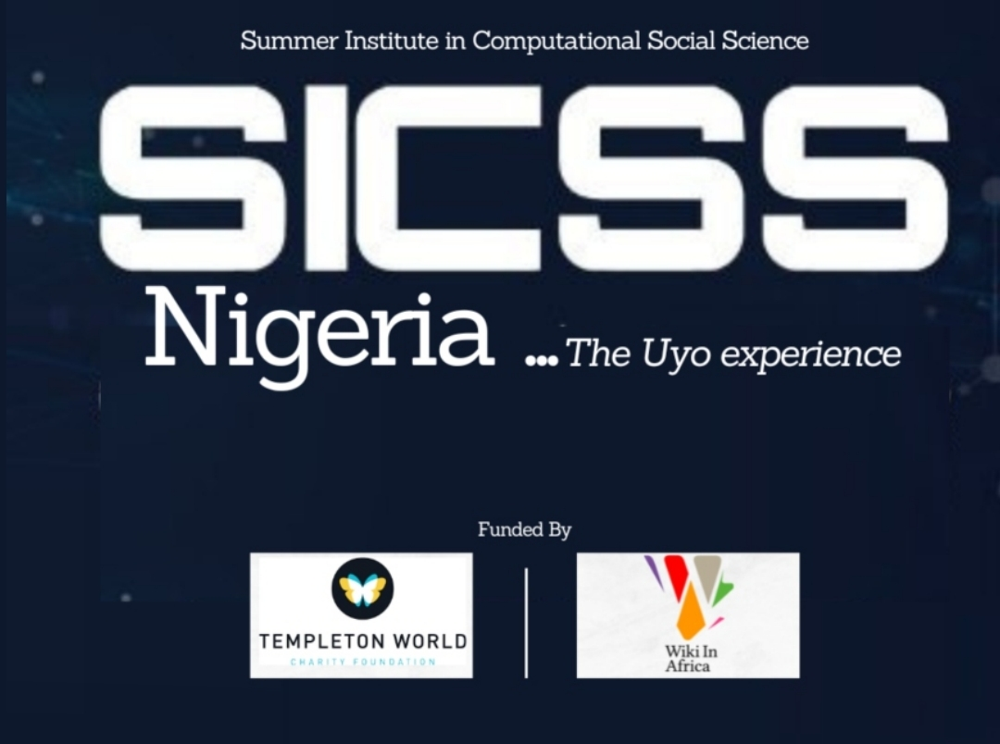 Summer Institute in Computational Social Science
SICSS
Nigeria ...The Uyo experience
Funded By
TEMPLETON WORLD
CHARITY FOUNDATION
Wiki In
Africa